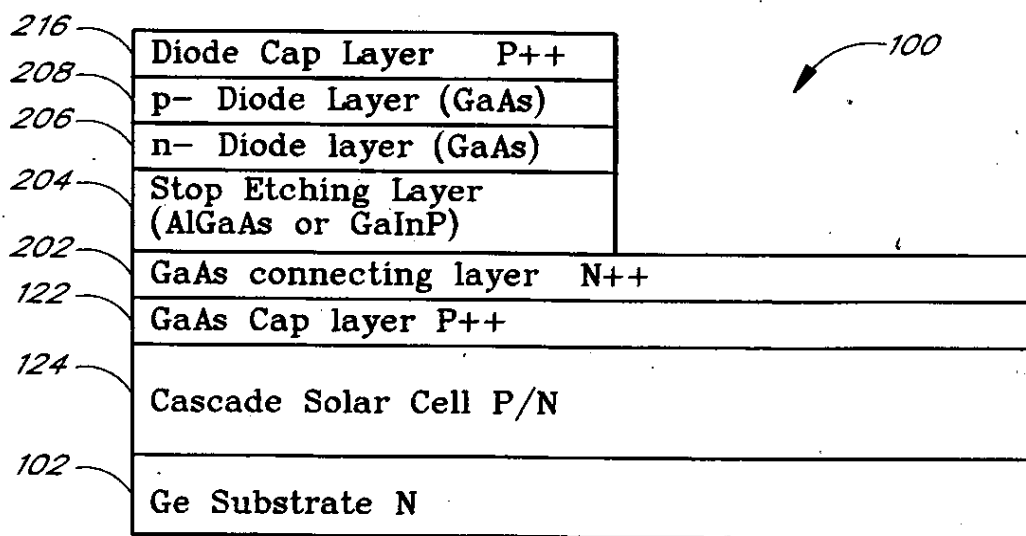 216
Diode Cap Layer P++
100
208
p- Diode Layer (GaAs)
206
n- Diode layer (GaAs)
204
Stop Etching Layer
(AlGaAs or GaInP)
202
GaAs connecting layer N++
122
GaAs Cap layer P++
124
Cascade Solar Cell P/N
102
Ge Substrate N